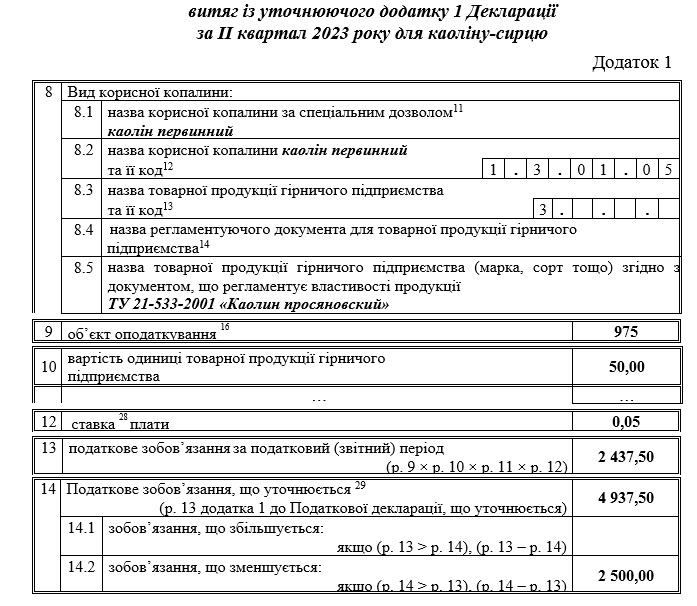 витяг із уточнюючого додатку 1 Декларації
за ІІ квартал 2023 року для каоліну-сирцю
Додаток 1
8 Вид корисної копалини:
8.1 назва корисної копалини за спеціальним дозволом11
каолін первинний
8.2 назва корисної копалини каолін первинний
та її код12 1 . 3 . 0 1 . 0 5
8.3 назва товарної продукції гірничого підприємства
та її код13 3 . . .
8.4 назва регламентуючого документа для товарної продукції гірничого
підприємства14
8.5 назва товарної продукції гірничого підприємства (марка, сорт тощо) згідно з
документом, що регламентує властивості продукції
ТУ 21-533-2001 «Каолин просяновский»
9 об’єкт оподаткування 16 975
10 вартість одиниці товарної продукції гірничого
підприємства 50,00
... ...
12 ставка 28 плати 0,05
13 податкове зобов’язання за податковий (звітний) період
(р. 9 × р. 10 × р. 11 × р. 12) 2 437,50
14 Податкове зобов’язання, що уточнюється 29
(р. 13 додатка 1 до Податкової декларації, що уточнюється) 4 937,50
14.1 зобов’язання, що збільшується:
якщо (р. 13 > р. 14), (р. 13 – р. 14)
14.2 зобов’язання, що зменшується:
якщо (р. 14 > р. 13), (р. 14 – р. 13) 2 500,00